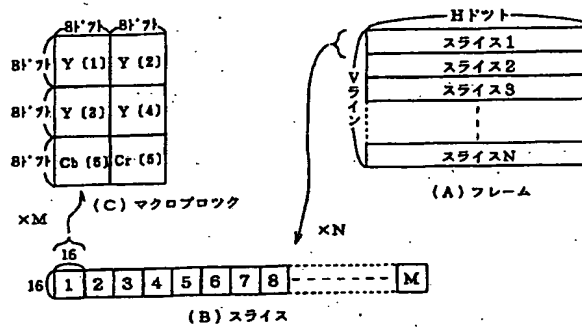 8ドット 8ドット
8ドット Y (1) Y (2)
8ドット Y (3) Y (4)
8ドット Cb (5) Cr (5)
(C) マクロブロック
×M
Hドット
Vライン
スライス1
スライス2
スライス3
スライスN
(A) フレーム
×N
16
16 1 2 3 4 5 6 7 8 M
(B) スライス